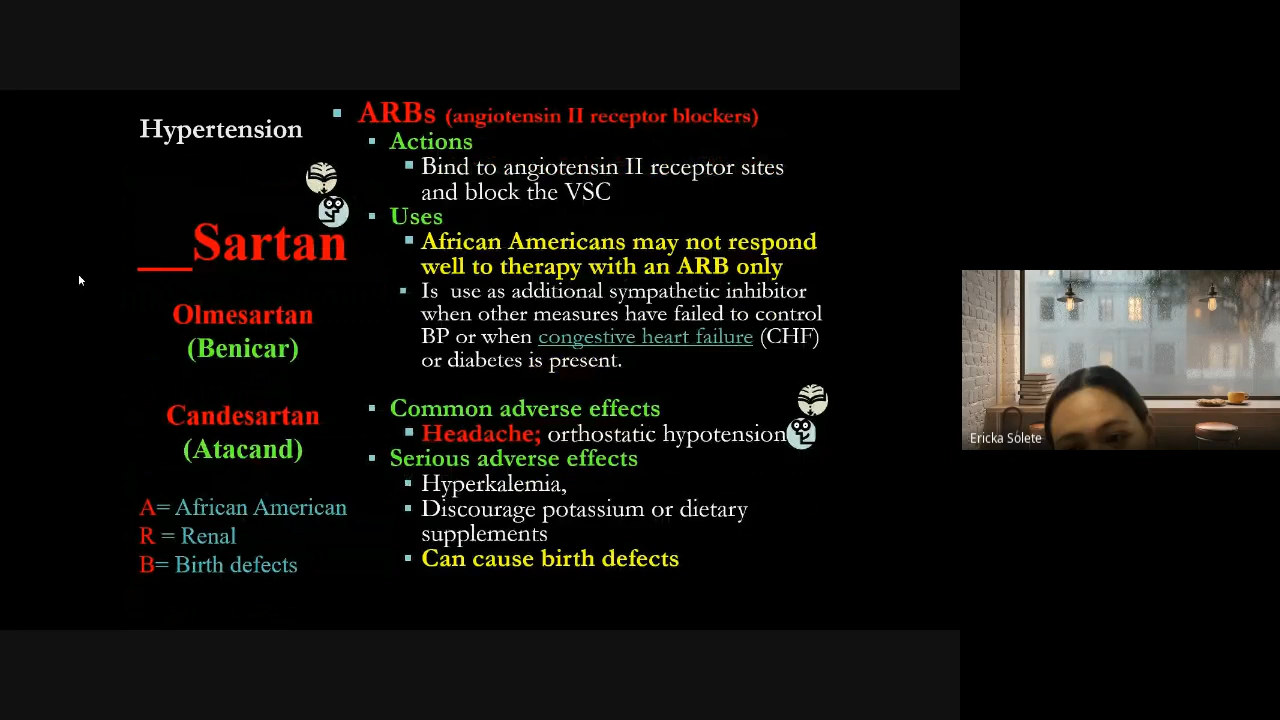 Hypertension
__Sartan
Olmesartan
(Benicar)
Candesartan
(Atacand)
A= African American
R = Renal
B= Birth defects
ARBs (angiotensin II receptor blockers)
Actions
Bind to angiotensin II receptor sites
and block the VSC
Uses
African Americans may not respond
well to therapy with an ARB only
Is use as additional sympathetic inhibitor
when other measures have failed to control
BP or when congestive heart failure (CHF)
or diabetes is present.
Common adverse effects
Headache; orthostatic hypotension
Serious adverse effects
Hyperkalemia,
Discourage potassium or dietary
supplements
Can cause birth defects
Ericka Solete